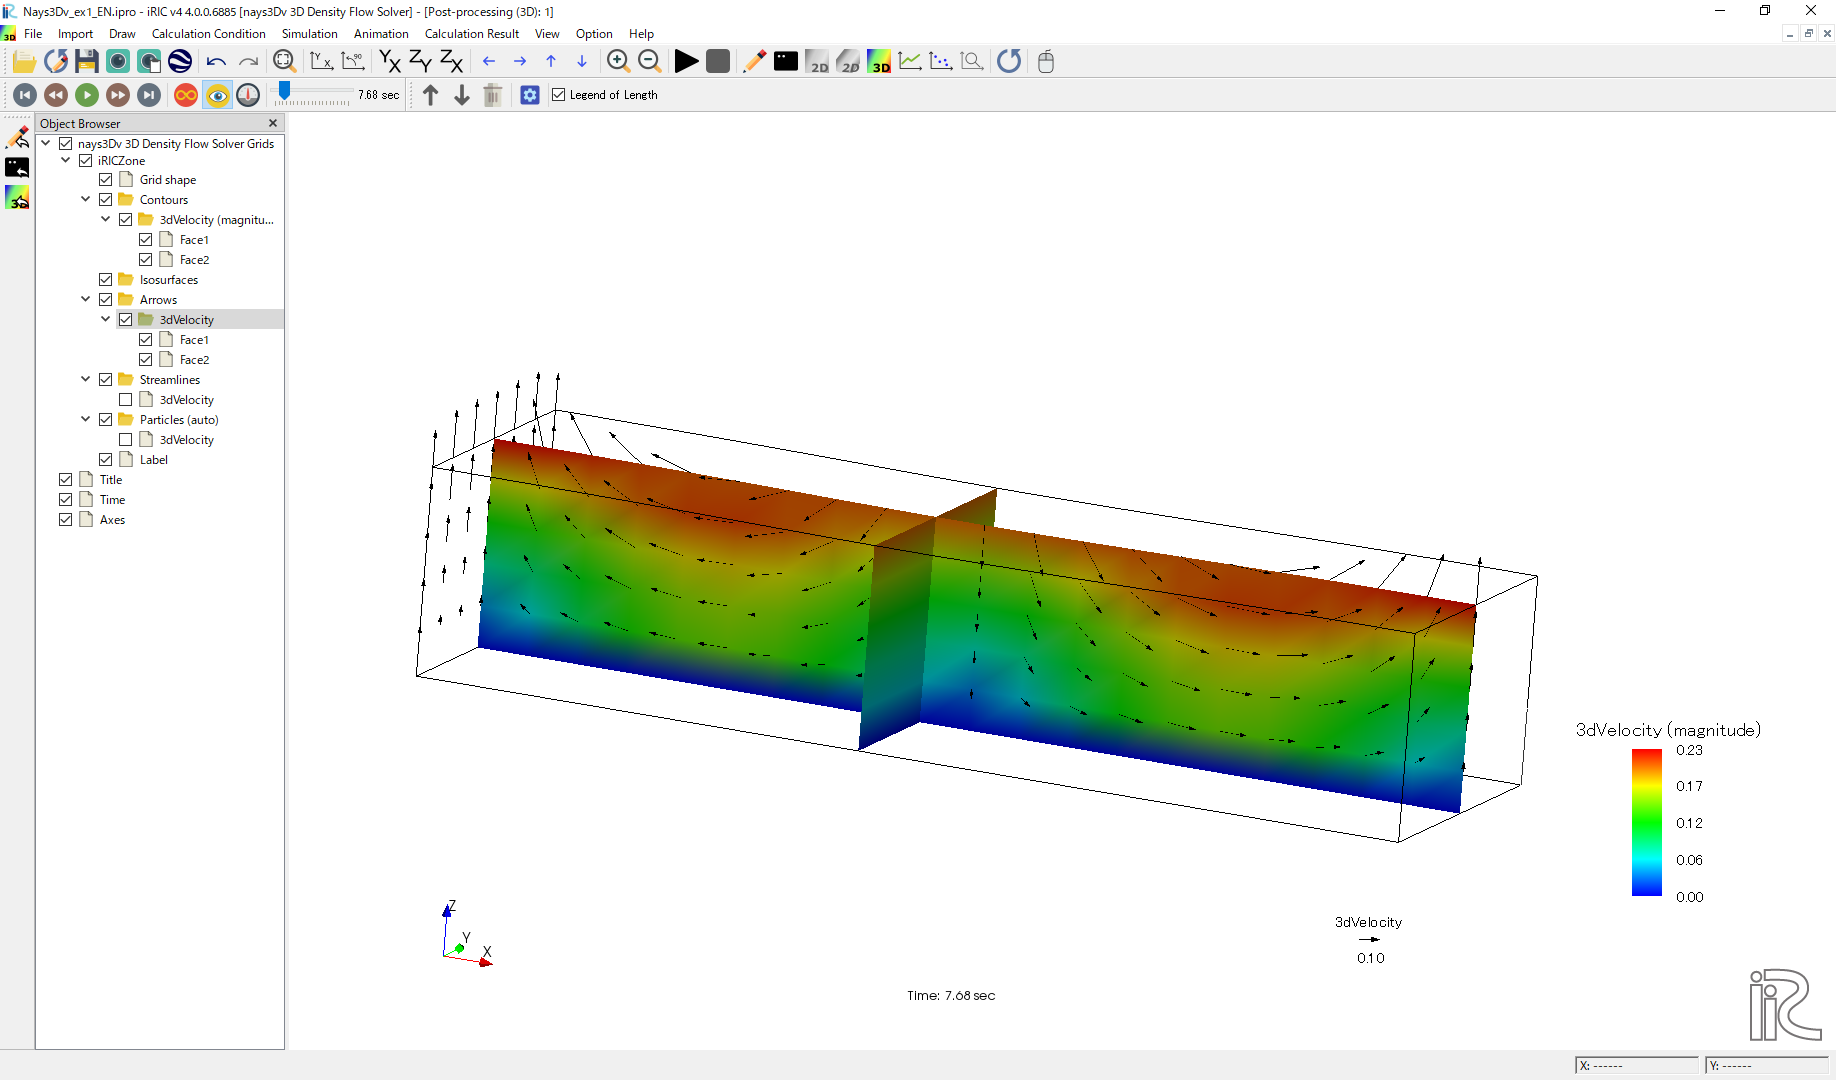 Nays3Dv_ex1_EN.ipro - iRIC v4 4.0.0.6885 [nays3Dv 3D Density Flow Solver] - [Post-processing (3D): 1]
File Import Draw Calculation Condition Simulation Animation Calculation Result View Option Help
Y X Z Y Z X 2D 2D 3D
7.68 sec Legend of Length
Object Browser
nays3Dv 3D Density Flow Solver Grids
iRICZone
Grid shape
Contours
3dVelocity (magnitu...
Face1
Face2
Isosurfaces
Arrows
3dVelocity
Face1
Face2
Streamlines
3dVelocity
Particles (auto)
3dVelocity
Label
Title
Time
Axes
3dVelocity (magnitude)
0.23
0.17
0.12
0.06
0.00
Z
Y
X
3dVelocity
0.10
Time: 7.68 sec
iRiC
X: ------ Y: ------